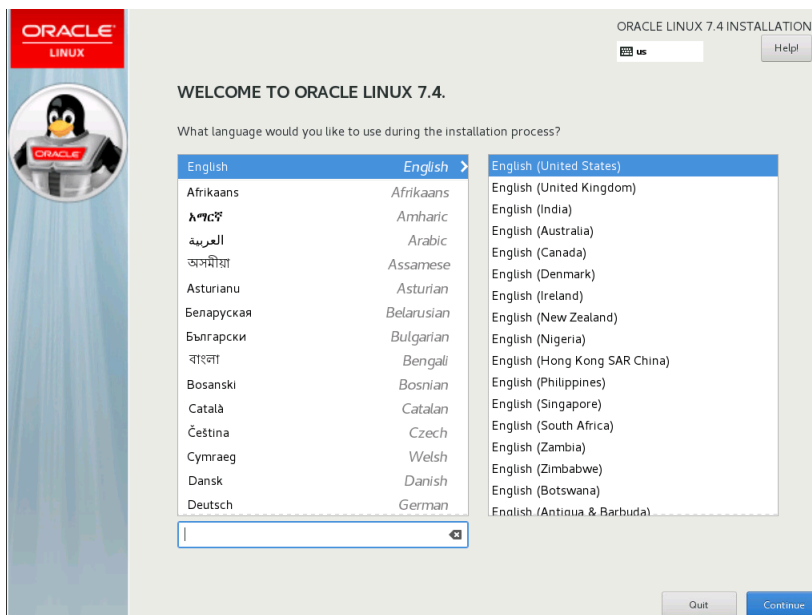 ORACLE
LINUX
ORACLE LINUX 7.4 INSTALLATION
us
Help!
ORACLE
WELCOME TO ORACLE LINUX 7.4.
What language would you like to use during the installation process?
English English
Afrikaans Afrikaans
አማርኛ Amharic
العربية Arabic
অসমীয়া Assamese
Asturianu Asturian
Беларуская Belarusian
Български Bulgarian
বাংলা Bengali
Bosanski Bosnian
Català Catalan
Čeština Czech
Cymraeg Welsh
Dansk Danish
Deutsch German
English (United States)
English (United Kingdom)
English (India)
English (Australia)
English (Canada)
English (Denmark)
English (Ireland)
English (New Zealand)
English (Nigeria)
English (Hong Kong SAR China)
English (Philippines)
English (Singapore)
English (South Africa)
English (Zambia)
English (Zimbabwe)
English (Botswana)
English (Antigua & Barbuda)
Quit
Continue